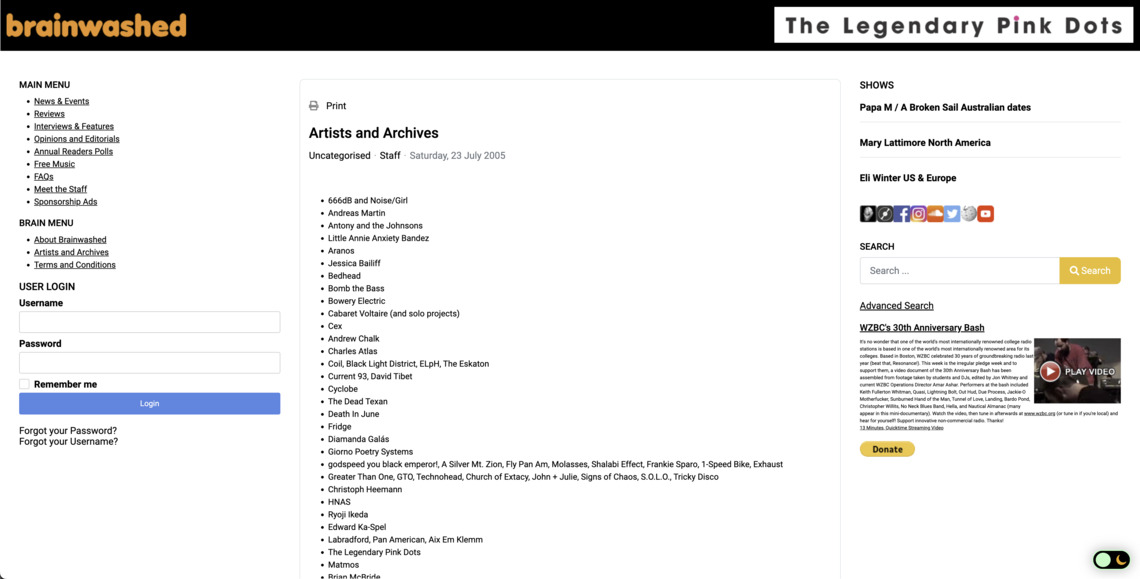 brainwashed
The Legendary Pink Dots
MAIN MENU
News & Events
Reviews
Interviews & Features
Opinions and Editorials
Annual Readers Polls
Free Music
FAQs
Meet the Staff
Sponsorship Ads
BRAIN MENU
About Brainwashed
Artists and Archives
Terms and Conditions
USER LOGIN
Username
Password
Remember me
Login
Forgot your Password?
Forgot your Username?
Print
Artists and Archives
Uncategorised · Staff · Saturday, 23 July 2005
666dB and Noise/Girl
Andreas Martin
Antony and the Johnsons
Little Annie Anxiety Bandez
Aranos
Jessica Bailiff
Bedhead
Bomb the Bass
Bowery Electric
Cabaret Voltaire (and solo projects)
Cex
Andrew Chalk
Charles Atlas
Coil, Black Light District, ELpH, The Eskaton
Current 93, David Tibet
Cyclobe
The Dead Texan
Death In June
Fridge
Diamanda Galás
Giorno Poetry Systems
godspeed you black emperor!, A Silver Mt. Zion, Fly Pan Am, Molasses, Shalabi Effect, Frankie Sparo, 1-Speed Bike, Exhaust
Greater Than One, GTO, Technohead, Church of Extacy, John + Julie, Signs of Chaos, S.O.L.O., Tricky Disco
Christoph Heemann
HNAS
Ryoji Ikeda
Edward Ka-Spel
Labradford, Pan American, Aix Em Klemm
The Legendary Pink Dots
Matmos
Brian McBride
SHOWS
Papa M / A Broken Sail Australian dates
Mary Lattimore North America
Eli Winter US & Europe
SEARCH
Search ...
Search
Advanced Search
WZBC's 30th Anniversary Bash
It's no wonder that one of the world's most internationally renowned college radio
stations is based in one of the world's most internationally renowned area for its
colleges. Based in Boston, WZBC celebrated 30 years of groundbreaking radio last
year (beat that, Resonance!). This week is the irregular pledge week and to
support them, a video document of the 30th Anniversary Bash has been
assembled from footage taken by students and DJs, edited by Jon Whitney and
current WZBC Operations Director Amar Ashar. Performers at the bash included
Keith Fullerton Whitman, Quasi, Lightning Bolt, Out Hud, Due Process, Jackie-O
Motherfucker, Sunburned Hand of the Man, Tunnel of Love, Landing, Bardo Pond,
Christopher Willits, No Neck Blues Band, Hella, and Nautical Almanac (many
appear in this mini-documentary). Watch the video, then tune in afterwards at www.wzbc.org (or tune in if you're local) and
hear for yourself! Support innovative non-commercial radio. Thanks!
13 Minutes, Quicktime Streaming Video
PLAY VIDEO
Donate